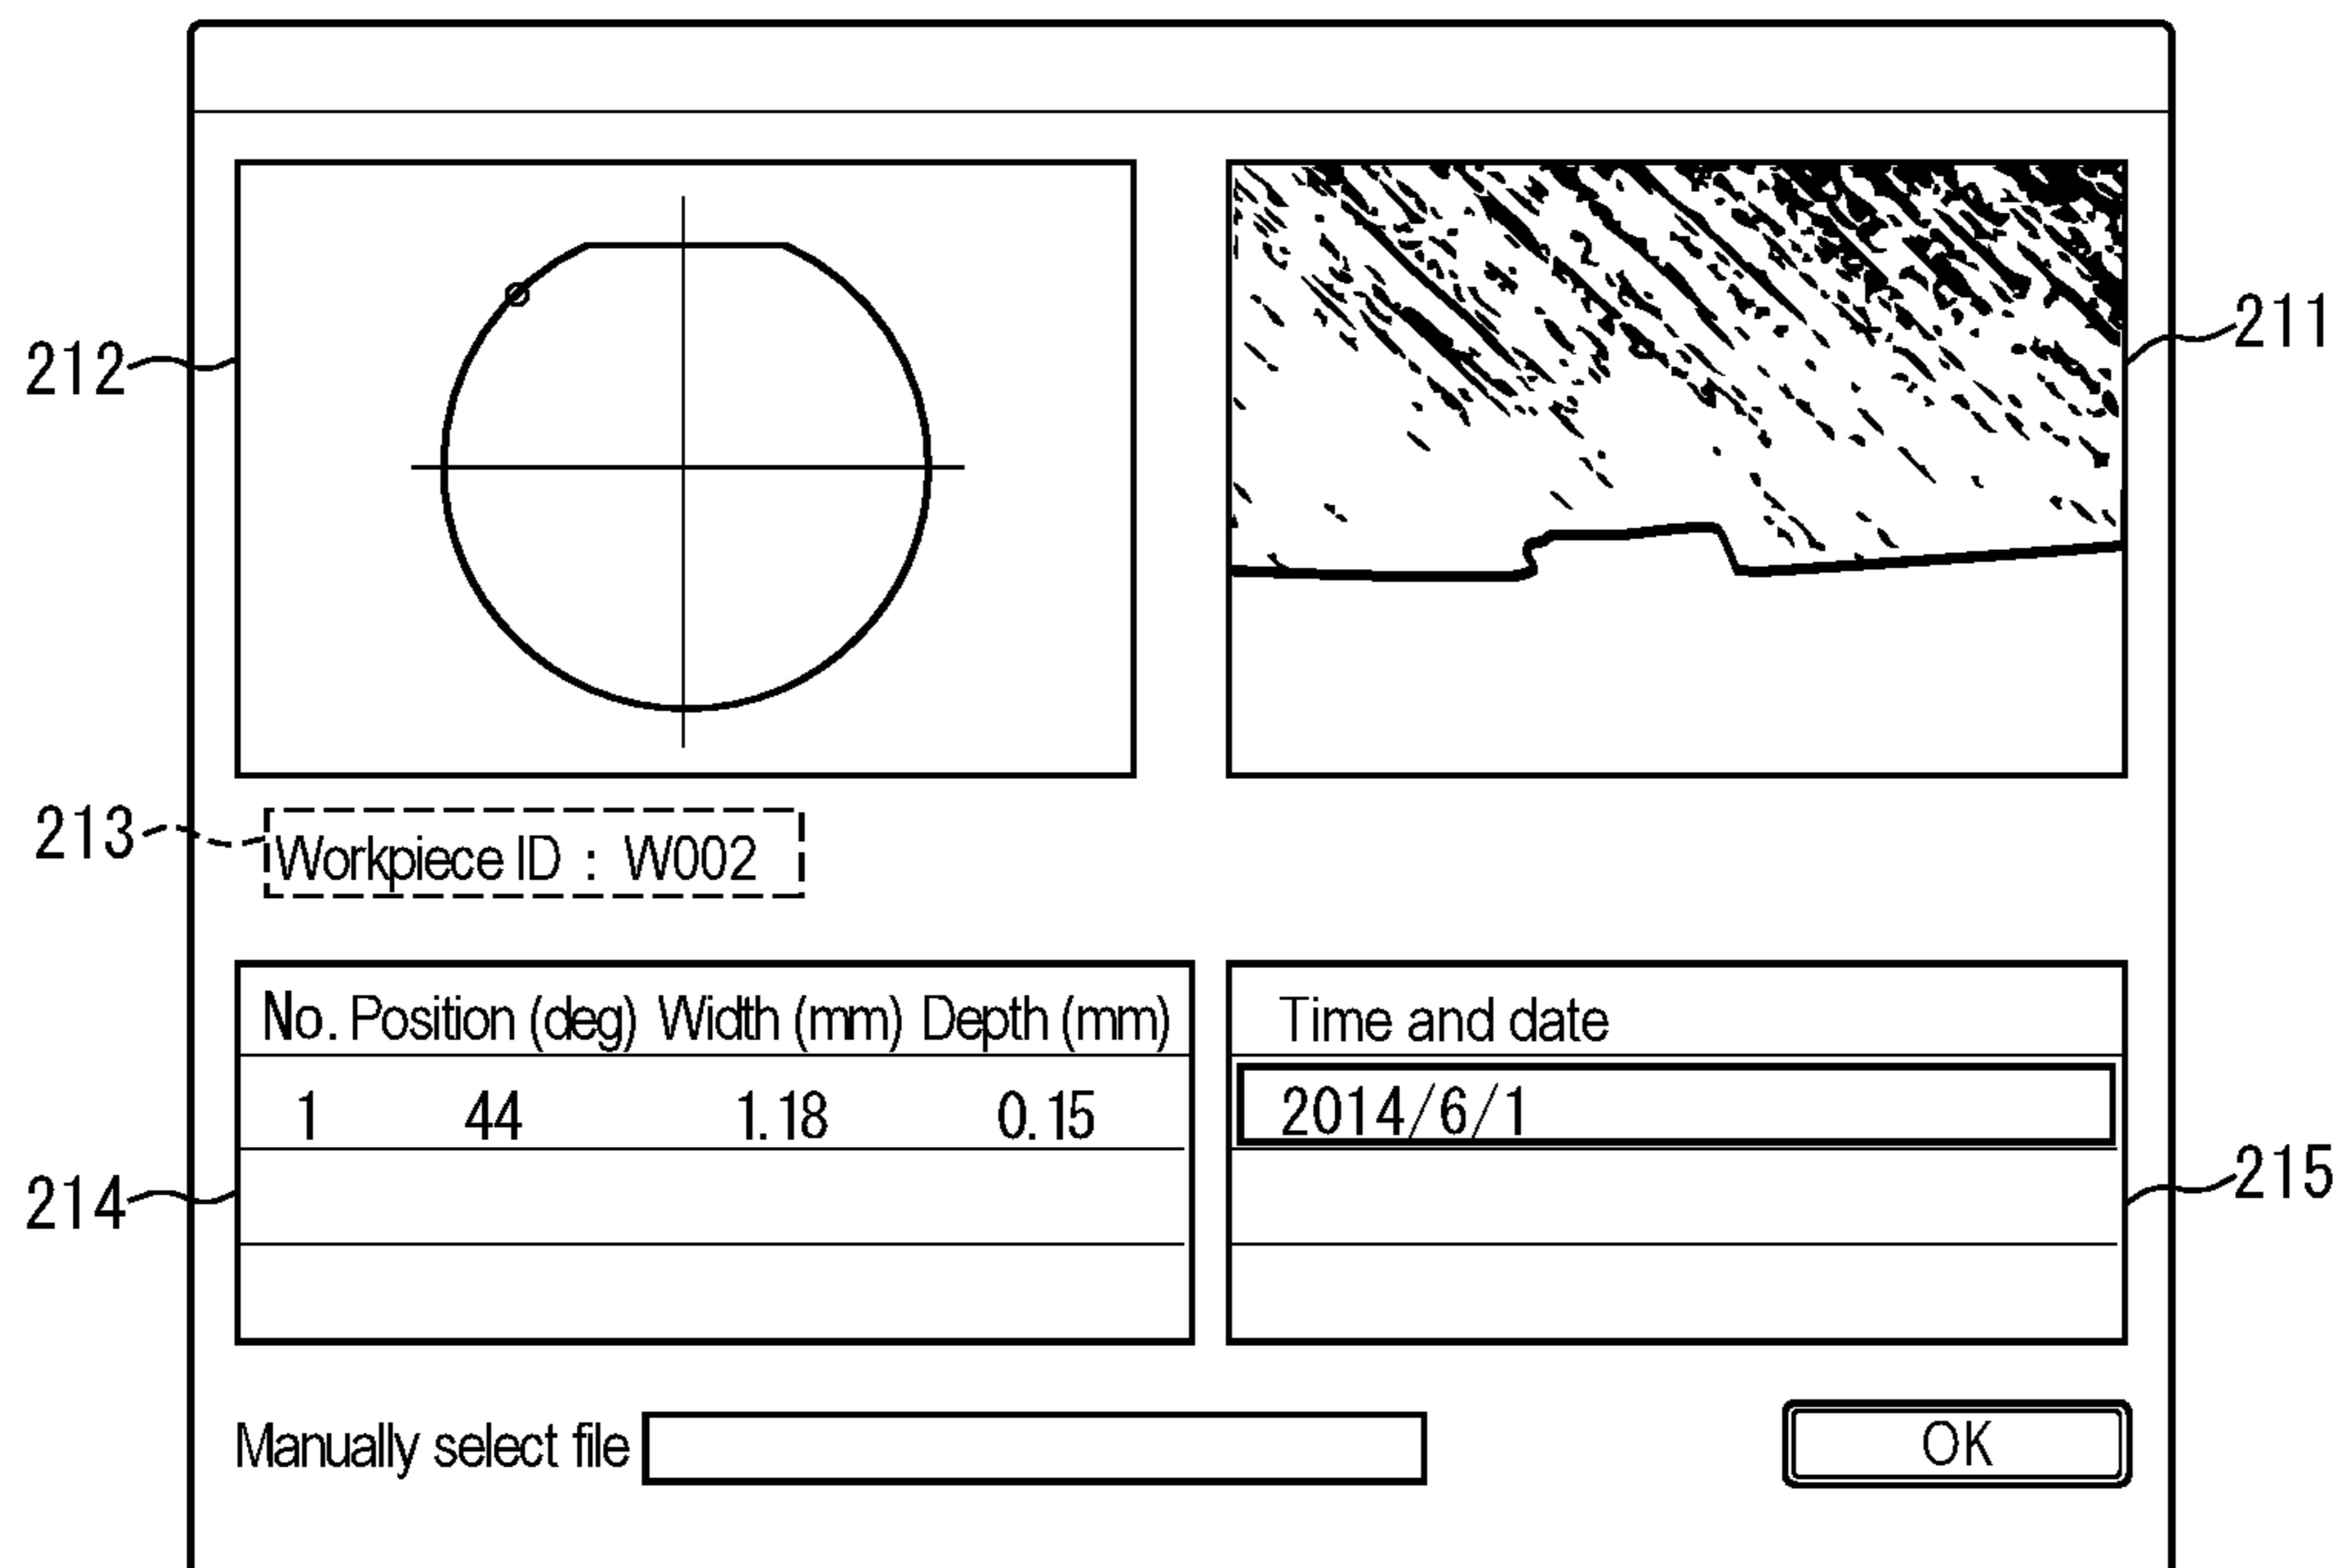 212
211
213
Workpiece ID : W002
No. Position (deg) Width (mm) Depth (mm)
1 44 1.18 0.15
214
Time and date
2014/6/1
215
Manually select file
OK